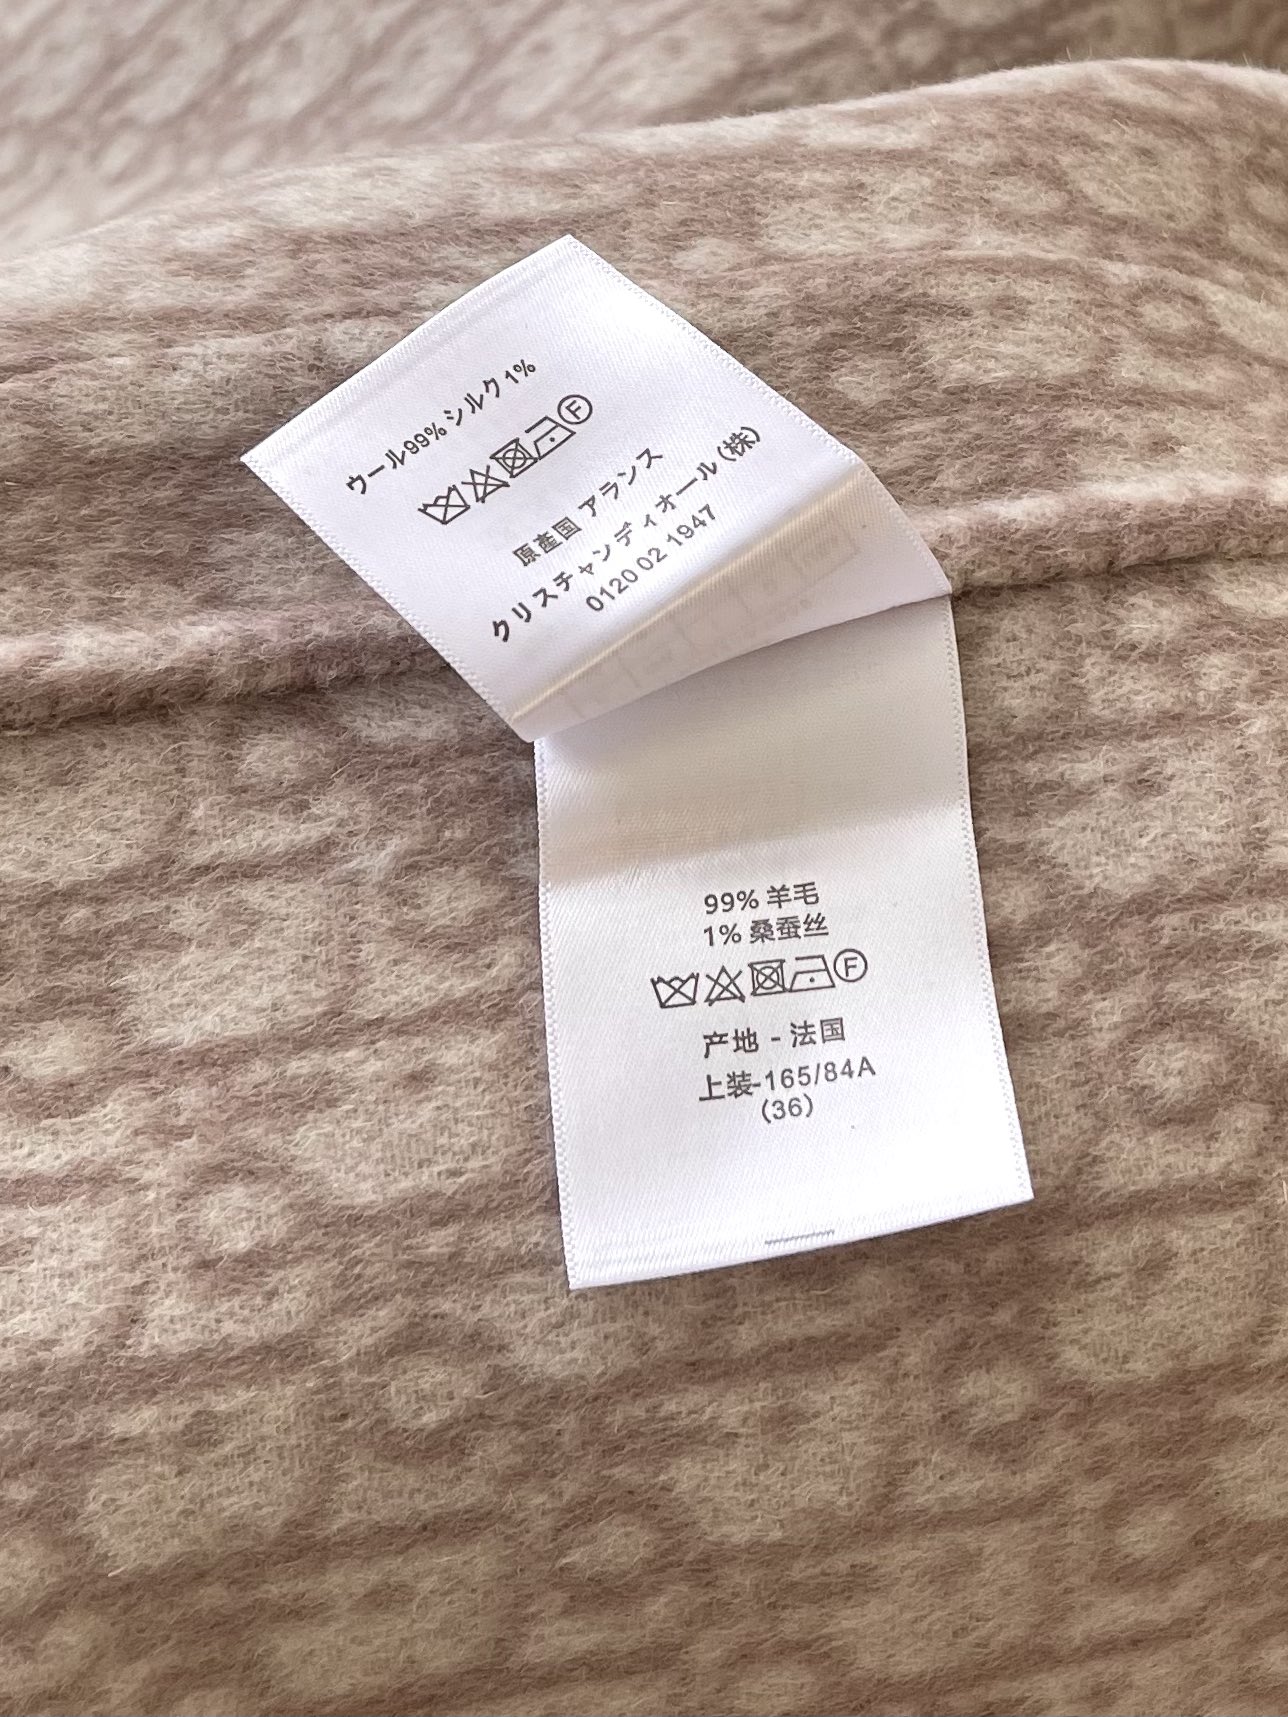 ウール99%シルク1%
F
原産国 アランス
クリスチャンディオール(株)
0120 02 1947
99% 羊毛
1% 桑蚕丝
F
产地 - 法国
上装-165/84A
(36)